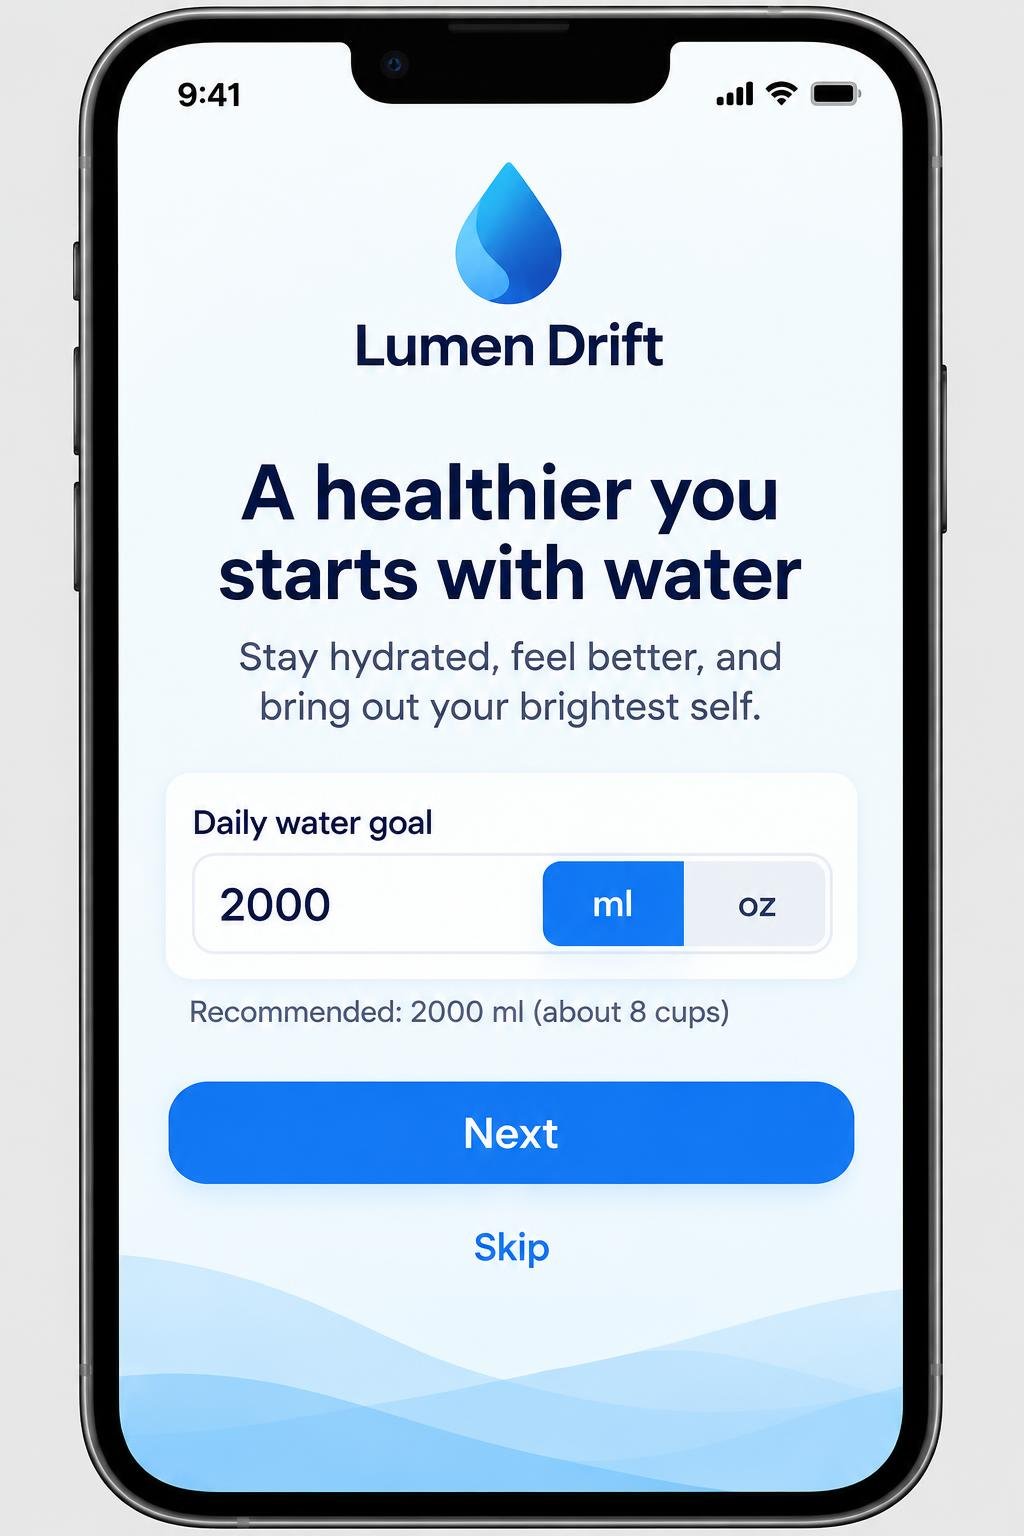 9:41
Lumen Drift
A healthier you
starts with water
Stay hydrated, feel better, and
bring out your brightest self.
Daily water goal
2000
ml
oz
Recommended: 2000 ml (about 8 cups)
Next
Skip